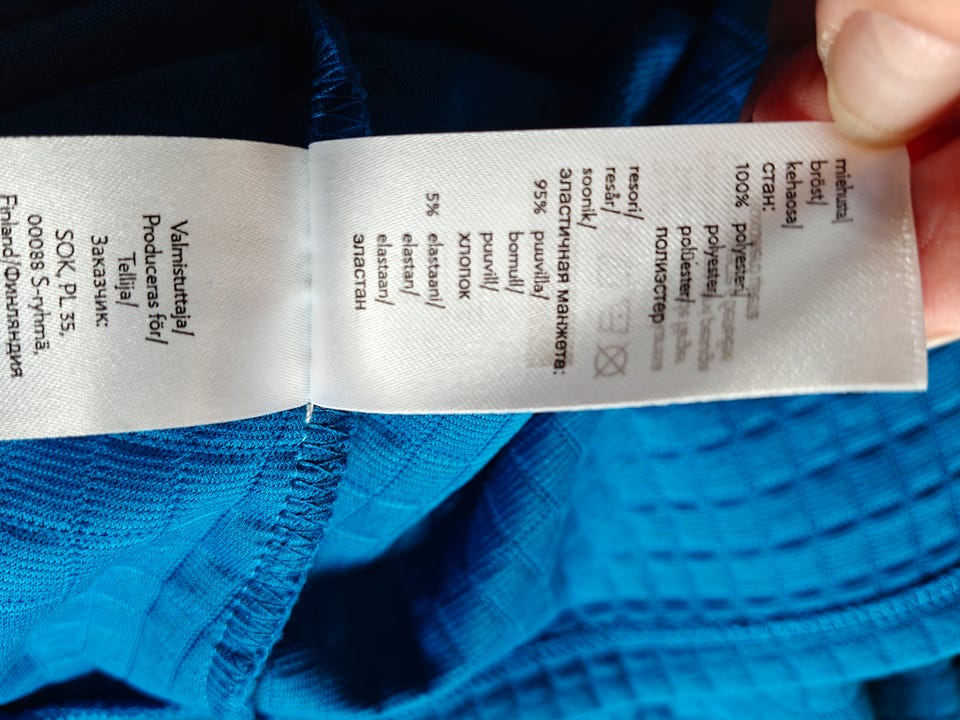 miehusta/
bröst/
kehaosa/
стан:
100% polyesteri/
polyester/
polüester/
полиэстер
resori/
resår/
soonik/
эластичная манжета:
95% puuvilla/
bomull/
puuvill/
хлопок
5% elastaani/
elastan/
elastaan/
эластан
Valmistuttaja/
Produceras för/
Tellija/
Заказчик:
SOK, PL 35,
00088 S-ryhmä,
Finland/Финляндия